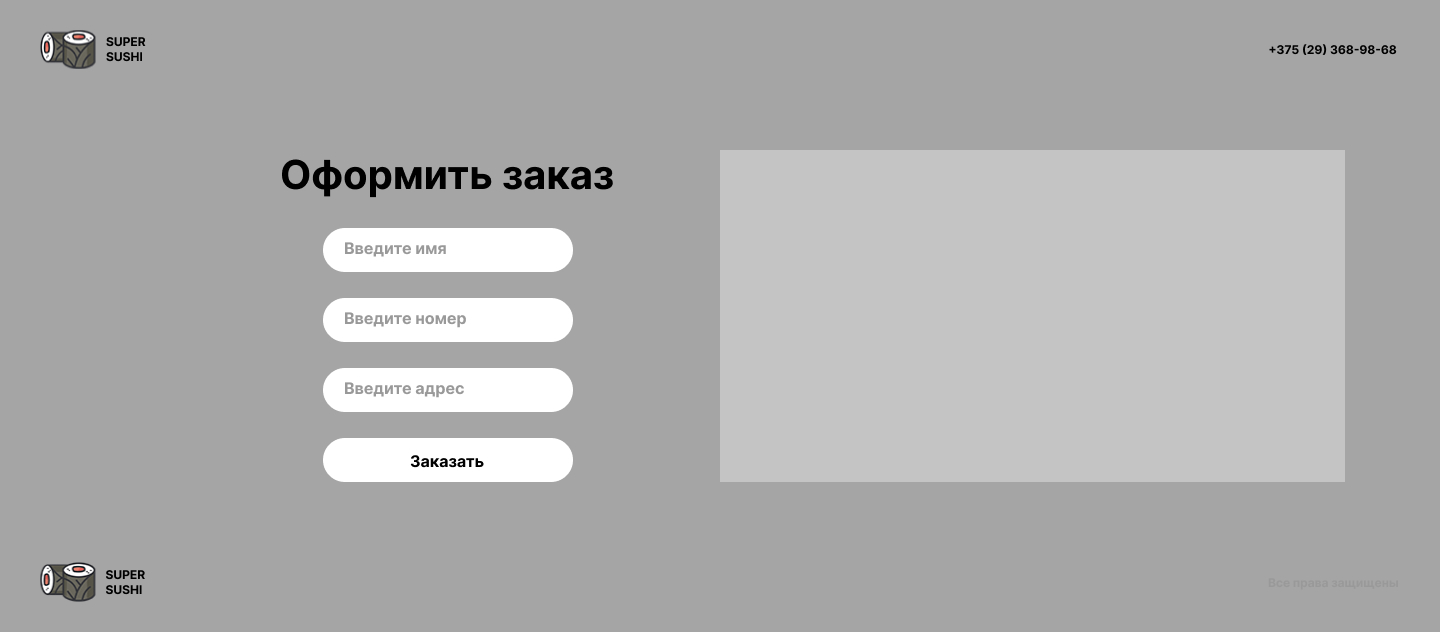 SUPER
SUSHI
+375 (29) 368-98-68
Оформить заказ
Введите имя
Введите номер
Введите адрес
Заказать
SUPER
SUSHI
Все права защищены